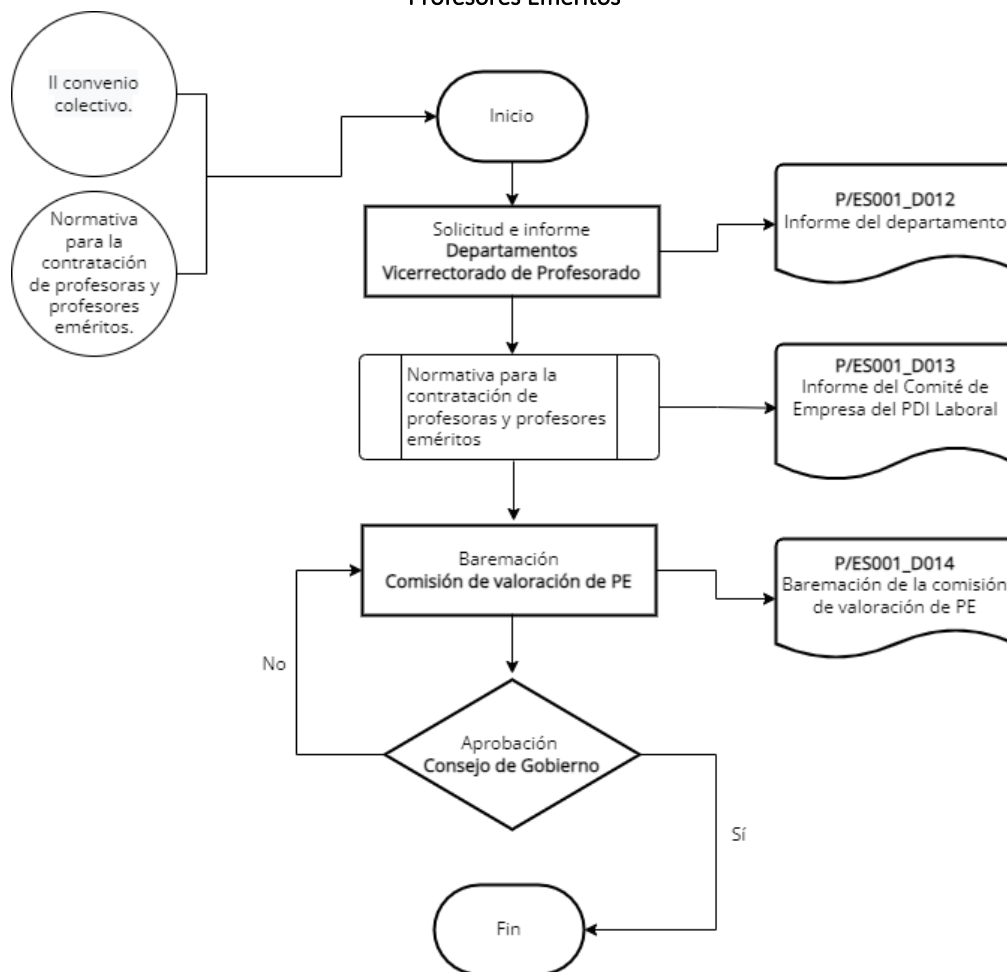 Profesores Eméritos
II convenio
colectivo.
Inicio
Normativa
para la
contratación
de profesoras y
profesores
eméritos.
Solicitud e informe
Departamentos
Vicerrectorado de Profesorado
P/ES001_D012
Informe del departamento
Normativa para la
contratación de
profesoras y profesores
eméritos
P/ES001_D013
Informe del Comité de
Empresa del PDI Laboral
Baremación
Comisión de valoración de PE
P/ES001_D014
Baremación de la comisión
de valoración de PE
No
Aprobación
Consejo de Gobierno
Sí
Fin